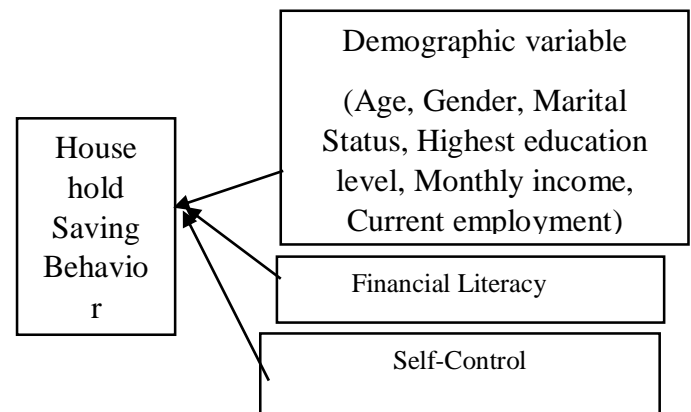 Demographic variable
(Age, Gender, Marital
Status, Highest education
level, Monthly income,
Current employment)
House
hold
Saving
Behavio
r
Financial Literacy
Self-Control